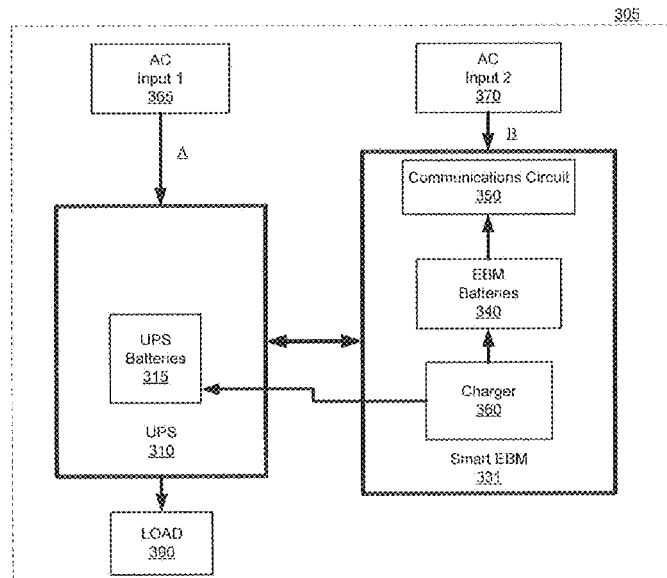 305
AC
Input 1
365
AC
Input 2
370
A
B
Communications Circuit
350
EBM
Batteries
340
UPS
Batteries
315
Charger
360
UPS
310
Smart EBM
331
LOAD
390